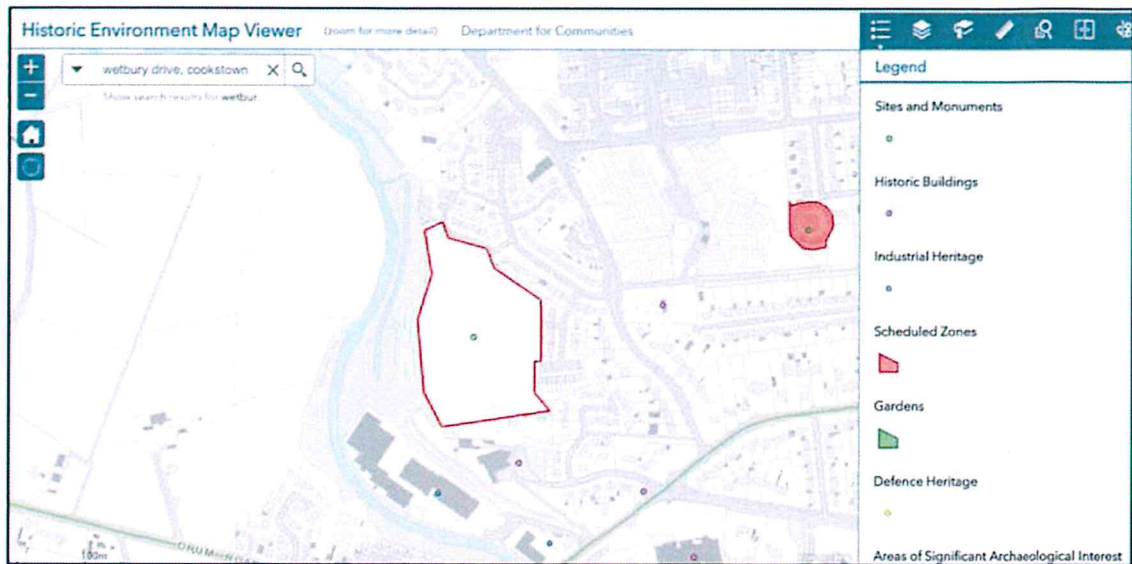 Historic Environment Map Viewer (zoom for more detail) Department for Communities
wetbury drive, cookstown
Show search results for wetbur
Legend
Sites and Monuments
Historic Buildings
Industrial Heritage
Scheduled Zones
Gardens
Defence Heritage
Areas of Significant Archaeological Interest
100m